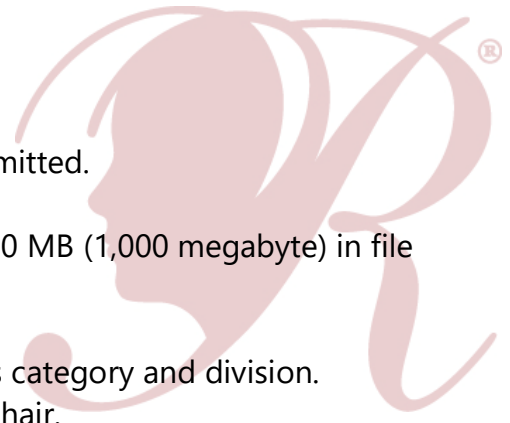 R®
mitted.
0 MB (1,000 megabyte) in file
s category and division.
hair.